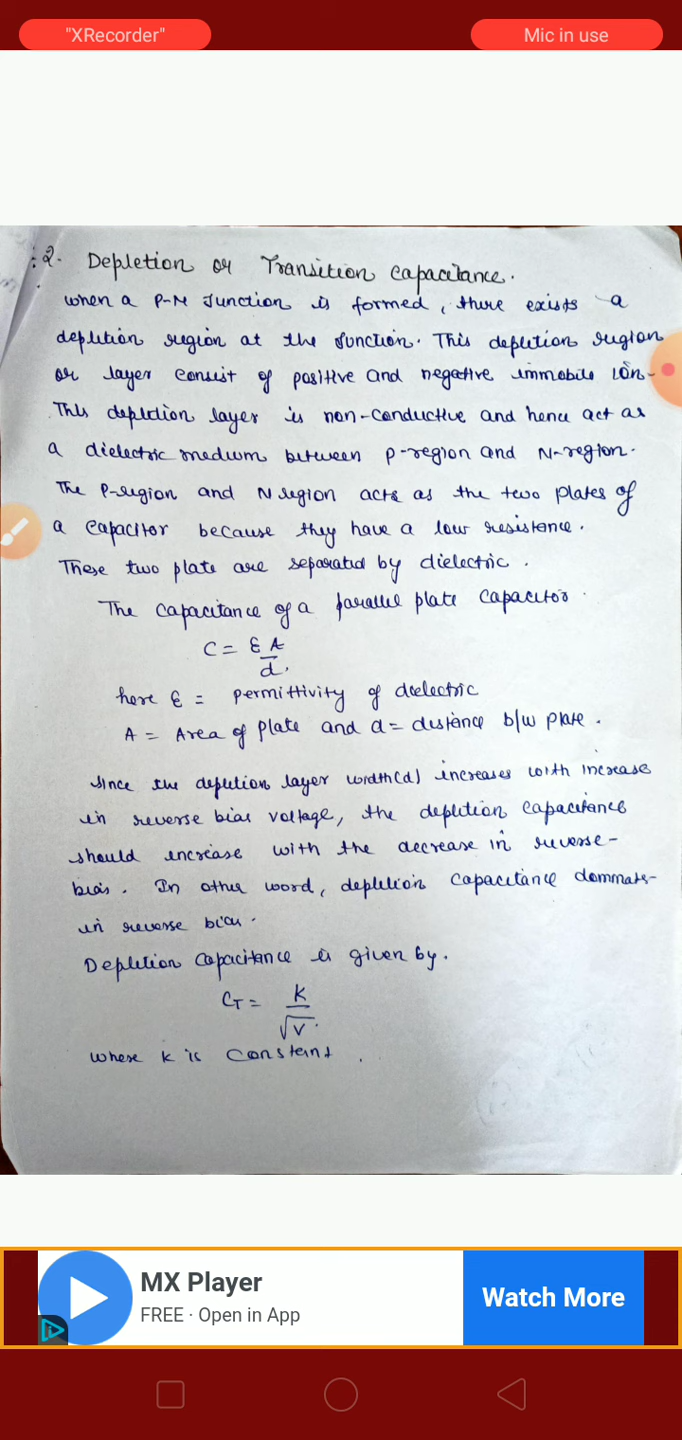 "XRecorder"
Mic in use
:2. Depletion or Transition capacitance.
when a P-N Junction is formed, there exists a
depletion region at the Junction. This depletion region
or layer consist of positive and negative immobile ion-
This depletion layer is non-conductive and hence act as
a dielectric medium between p-region and N-region.
The P-region and N region acts as the two plates of
a capacitor because they have a low resistance.
These two plate are separated by dielectric.
The capacitance of a parallel plate capacitor
C = ε A
d.
here ε = permittivity of dielectric
A = Area of plate and d = distance b/w plate.
Since the depletion layer width(d) increases with increase
in reverse bias voltage, the depletion capacitance
should increase with the decrease in reverse-
bias. In other word, depletion capacitance dommats-
in reverse bias.
Depletion capacitance is given by.
CT = K
√V.
where k is constant.
MX Player
FREE · Open in App
Watch More